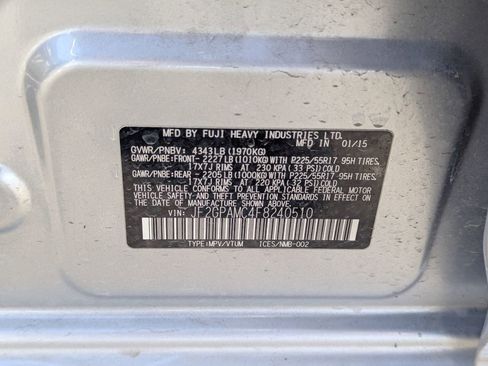 MFD BY FUJI HEAVY INDUSTRIES LTD.
MFD IN 01/15
GVWR/PNBV: 4343LB(1970KG)
GAWR/PNBE:FRONT-2227LB(1010KG)WITH P225/55R17 95H TIRES,
17X7J RIMS AT 230 KPA(33 PSI)COLD
GAWR/PNBE:REAR -2205LB(1000KG)WITH P225/55R17 95H TIRES,
17X7J RIMS AT 220 KPA(32 PSI)COLD
THIS VEHICLE CONFORMS TO ALL APPLICABLE FEDERAL MOTOR
VEHICLE SAFETY AND THEFT PREVENTION STANDARDS IN EFFECT
ON THE DATE OF MANUFACTURE SHOWN ABOVE.
VIN: JF2GPAMC4F8240510
TYPE:MPV/VTUM ICES/NMB-002